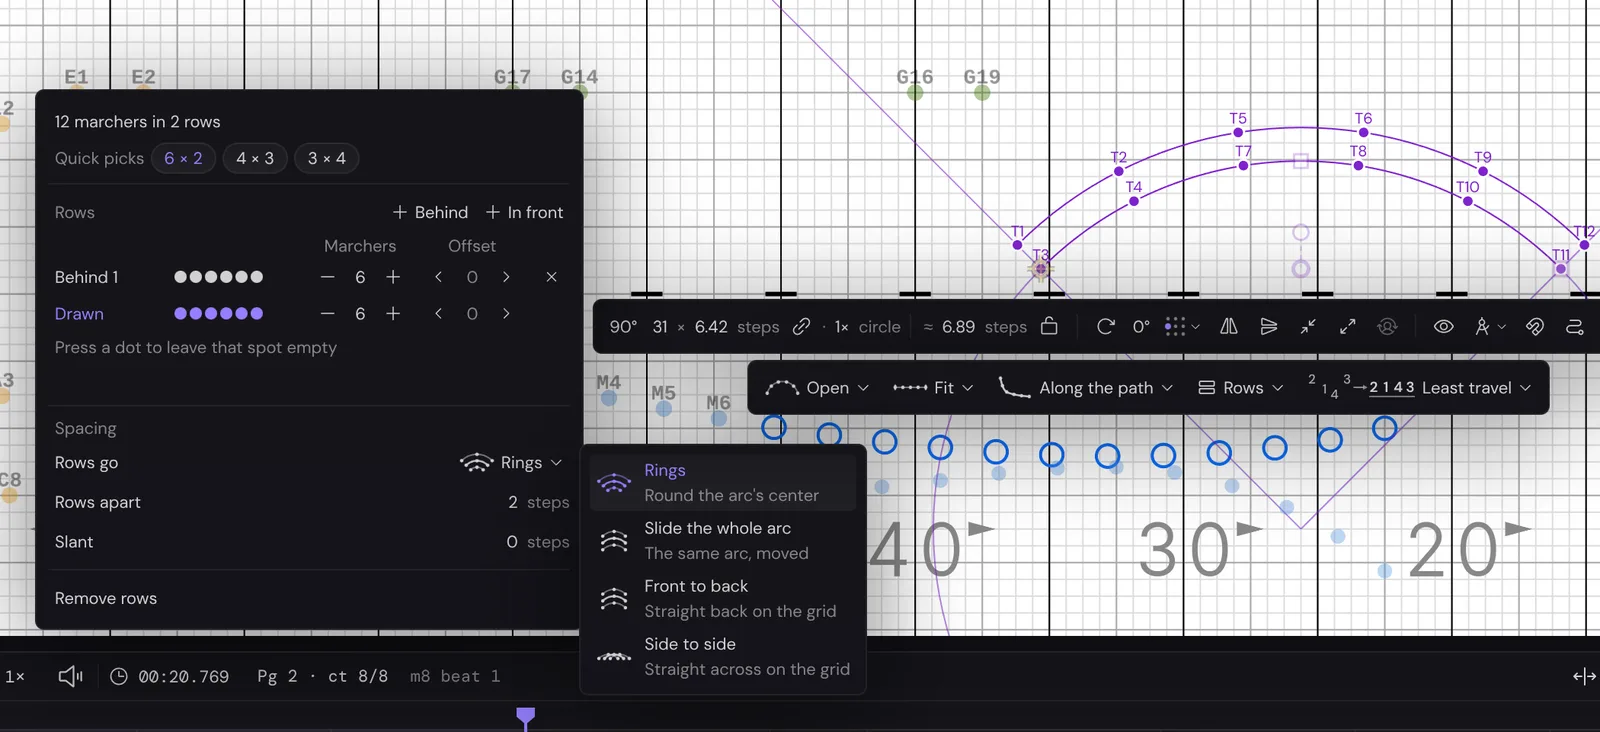 E1 E2 G17 G14 G16 G19
12 marchers in 2 rows
Quick picks 6 × 2 4 × 3 3 × 4
Rows + Behind + In front
Marchers Offset
Behind 1 − 6 + < 0 > ×
Drawn − 6 + < 0 >
Press a dot to leave that spot empty
Spacing
Rows go Rings
Rows apart 2 steps
Slant 0 steps
Remove rows
T5 T6
T2 T7 T8 T9
T4 T10
T1 T12
T3 T11
90° 31 × 6.42 steps · 1× circle ≈ 6.89 steps 0°
Open Fit Along the path Rows 2 1 4 3 → 2 1 4 3 Least travel
A3
C8
M4 M5 M6
Rings
Round the arc's center
Slide the whole arc
The same arc, moved
Front to back
Straight back on the grid
Side to side
Straight across on the grid
40 30 20
1× 00:20.769 Pg 2 · ct 8/8 m8 beat 1